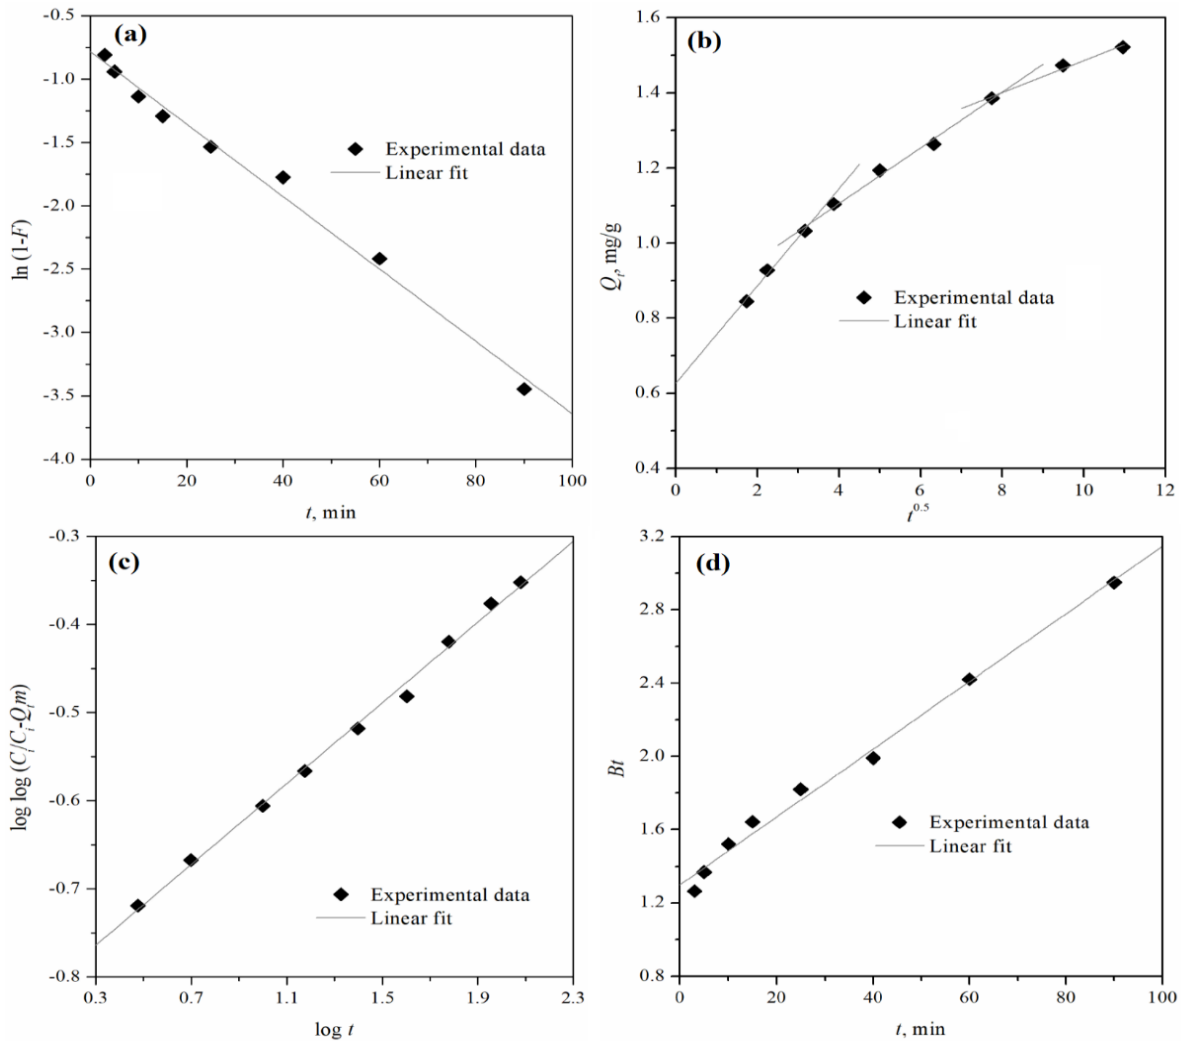 (a)
-0.5
-1.0
-1.5
-2.0
-2.5
-3.0
-3.5
-4.0
ln (1-F)
Experimental data
Linear fit
0 20 40 60 80 100
t, min
(b)
1.6
1.4
1.2
1.0
0.8
0.6
0.4
Qt, mg/g
Experimental data
Linear fit
0 2 4 6 8 10 12
t^0.5
(c)
-0.3
-0.4
-0.5
-0.6
-0.7
-0.8
log log (Ci/Ci-Qtm)
Experimental data
Linear fit
0.3 0.7 1.1 1.5 1.9 2.3
log t
(d)
3.2
2.8
2.4
2.0
1.6
1.2
0.8
Bt
Experimental data
Linear fit
0 20 40 60 80 100
t, min